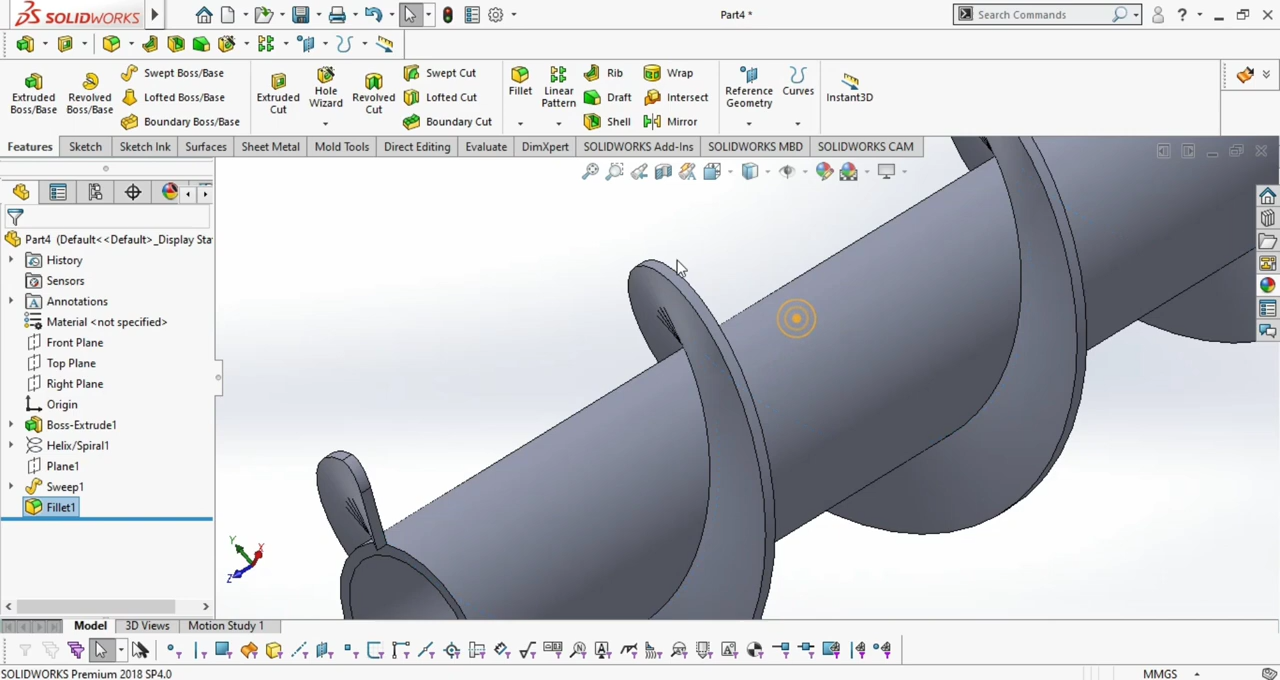 SOLIDWORKS
Part4 *
Search Commands
Extruded Boss/Base
Revolved Boss/Base
Swept Boss/Base
Lofted Boss/Base
Boundary Boss/Base
Extruded Cut
Hole Wizard
Revolved Cut
Swept Cut
Lofted Cut
Boundary Cut
Fillet
Linear Pattern
Rib
Draft
Shell
Wrap
Intersect
Mirror
Reference Geometry
Curves
Instant3D
Features Sketch Sketch Ink Surfaces Sheet Metal Mold Tools Direct Editing Evaluate DimXpert SOLIDWORKS Add-Ins SOLIDWORKS MBD SOLIDWORKS CAM
Part4 (Default<<Default>_Display Sta
History
Sensors
Annotations
Material <not specified>
Front Plane
Top Plane
Right Plane
Origin
Boss-Extrude1
Helix/Spiral1
Plane1
Sweep1
Fillet1
Y
X
Z
Model 3D Views Motion Study 1
SOLIDWORKS Premium 2018 SP4.0
MMGS